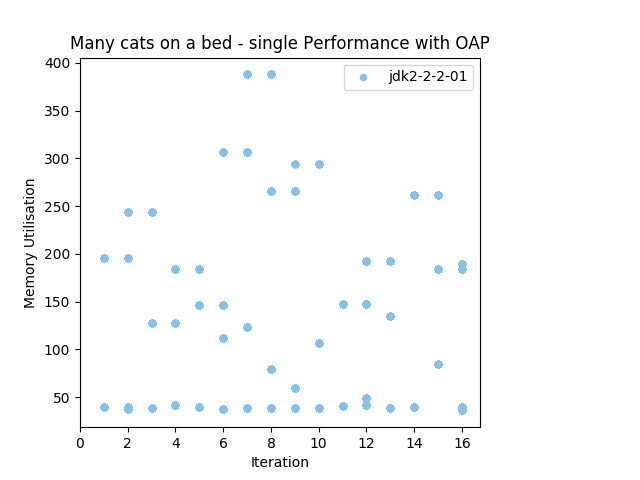 Many cats on a bed - single Performance with OAP
jdk2-2-2-01
400
350
300
250
200
150
100
50
Memory Utilisation
0 2 4 6 8 10 12 14 16
Iteration